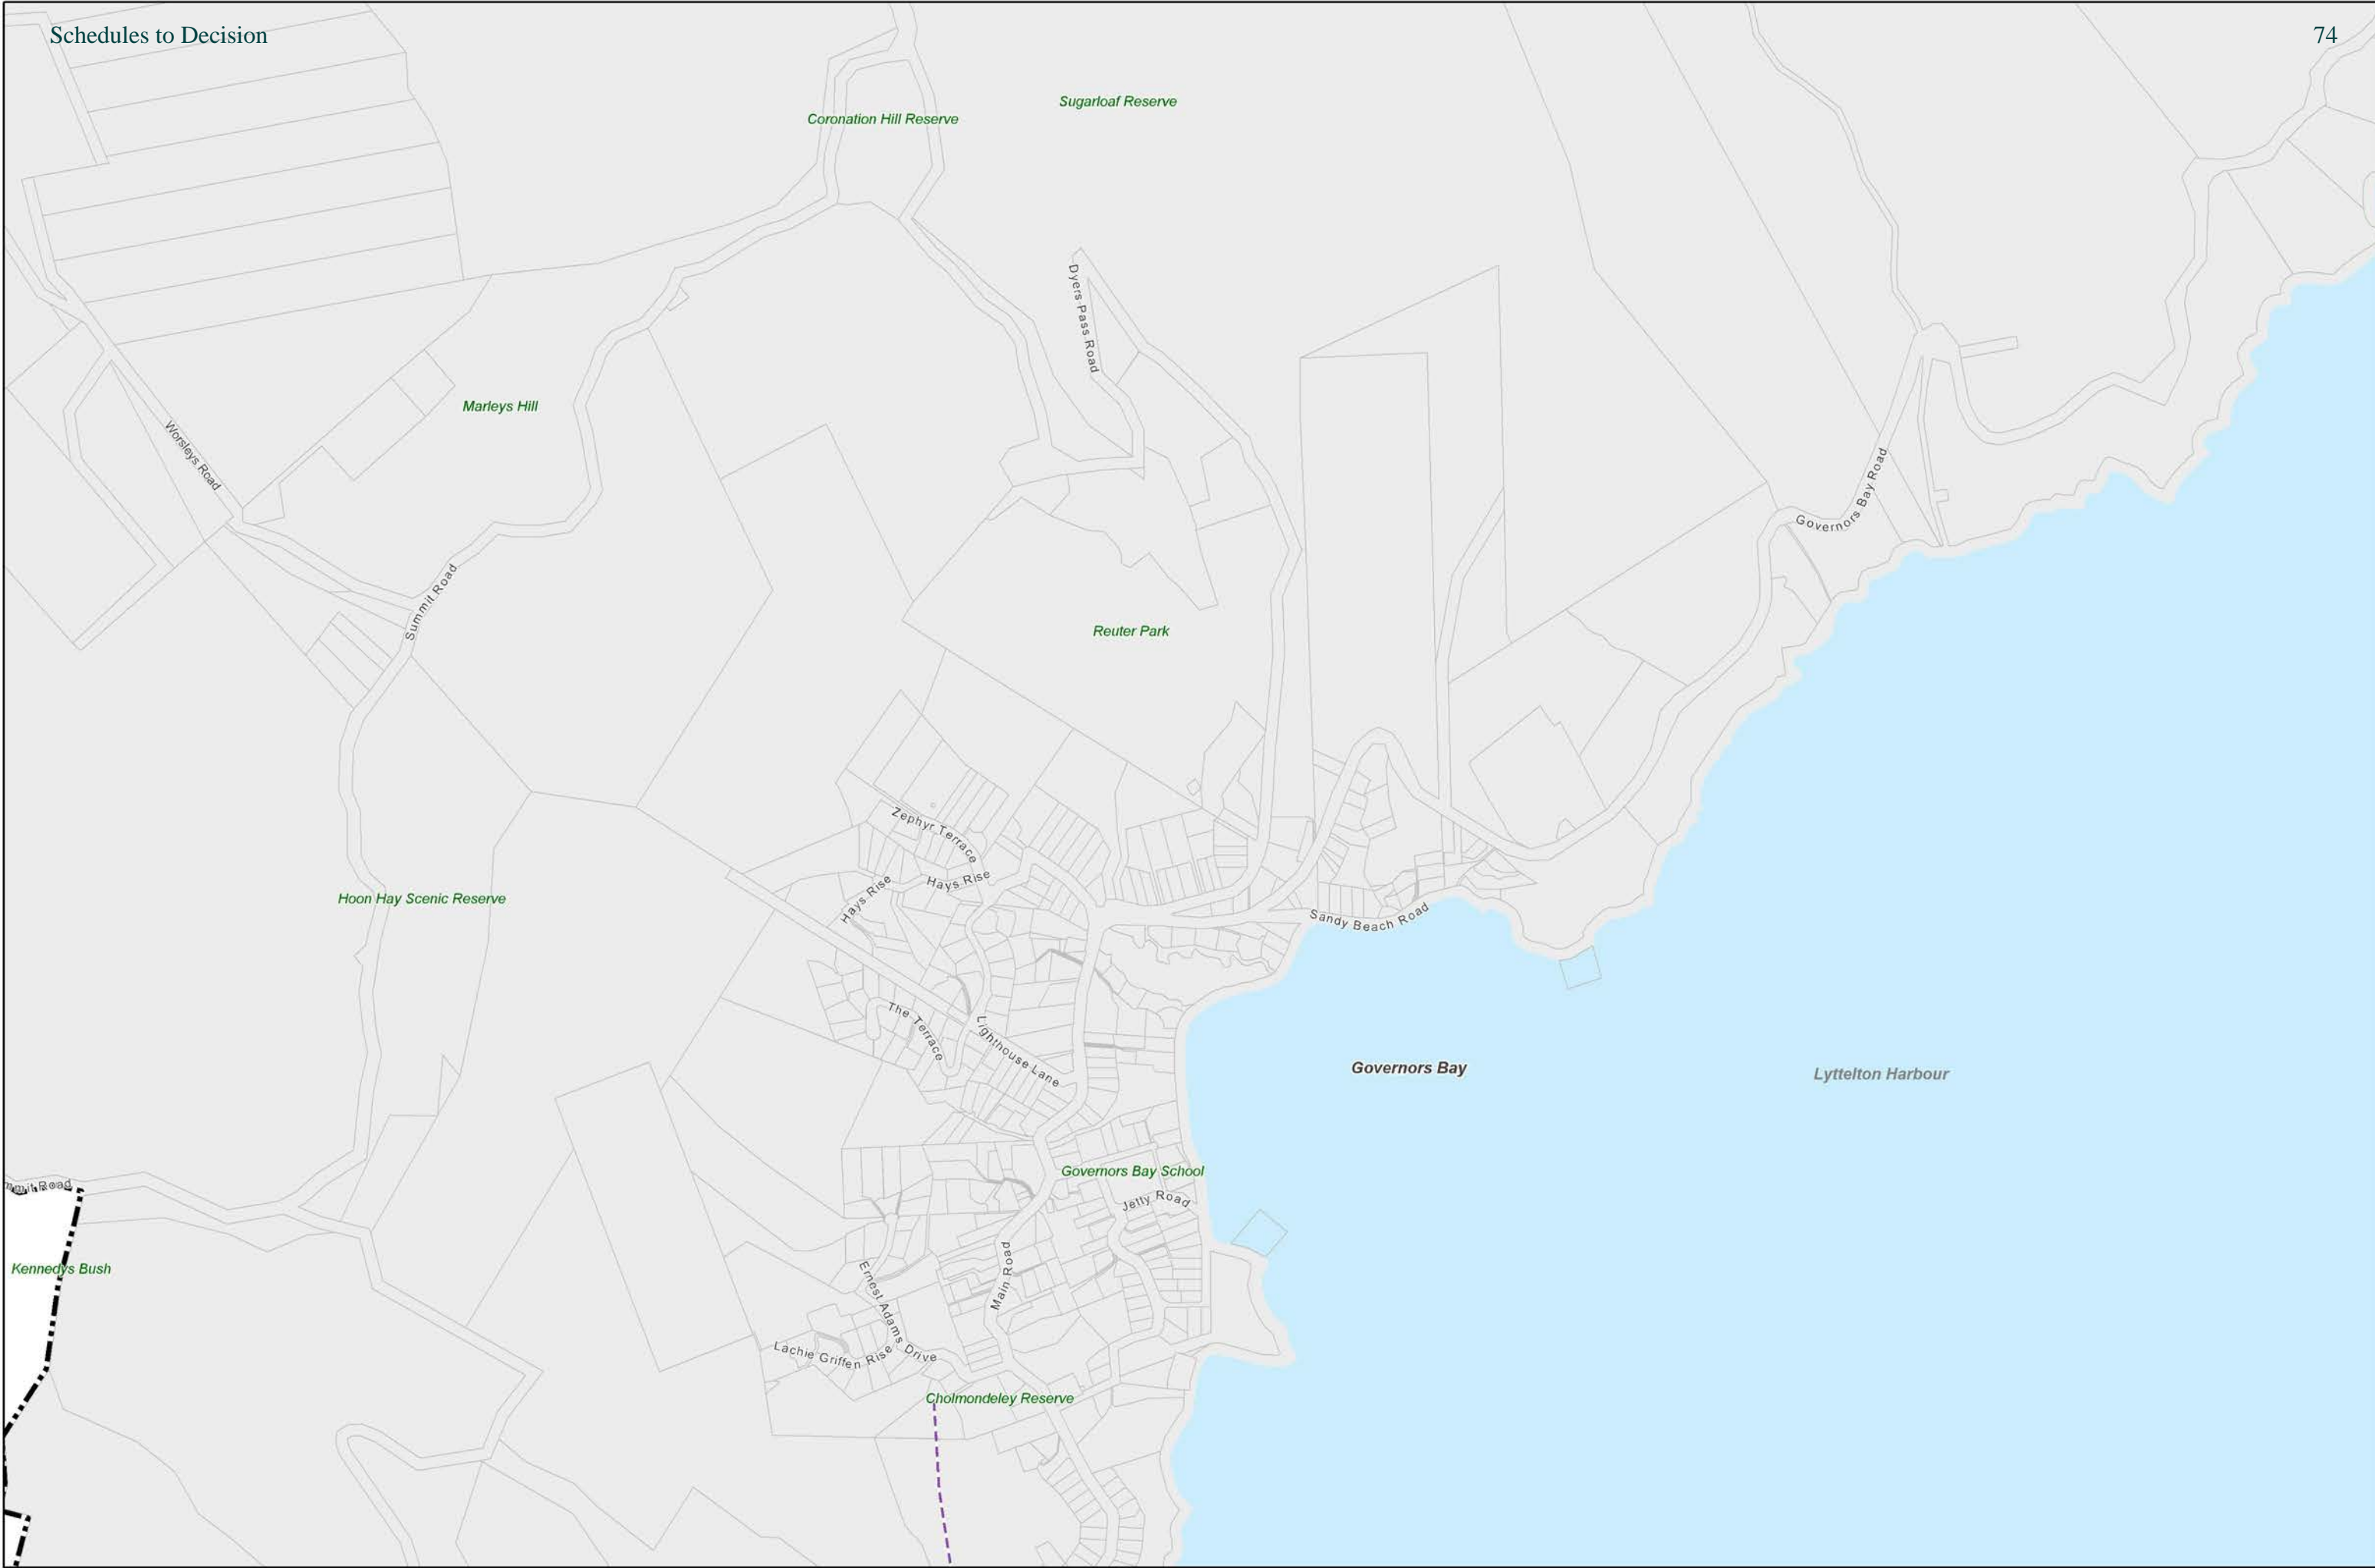 Schedules to Decision
74
Sugarloaf Reserve
Coronation Hill Reserve
Dyers Pass Road
Marleys Hill
Worsleys Road
Governors Bay Road
Summit Road
Reuter Park
Zephyr Terrace
Hays Rise
Hays Rise
Hoon Hay Scenic Reserve
Sandy Beach Road
The Terrace
Lighthouse Lane
Governors Bay
Lyttelton Harbour
Governors Bay School
mmit Road
Jetty Road
Kennedys Bush
Main Road
Ernest Adams Drive
Lachie Griffen Rise
Cholmondeley Reserve